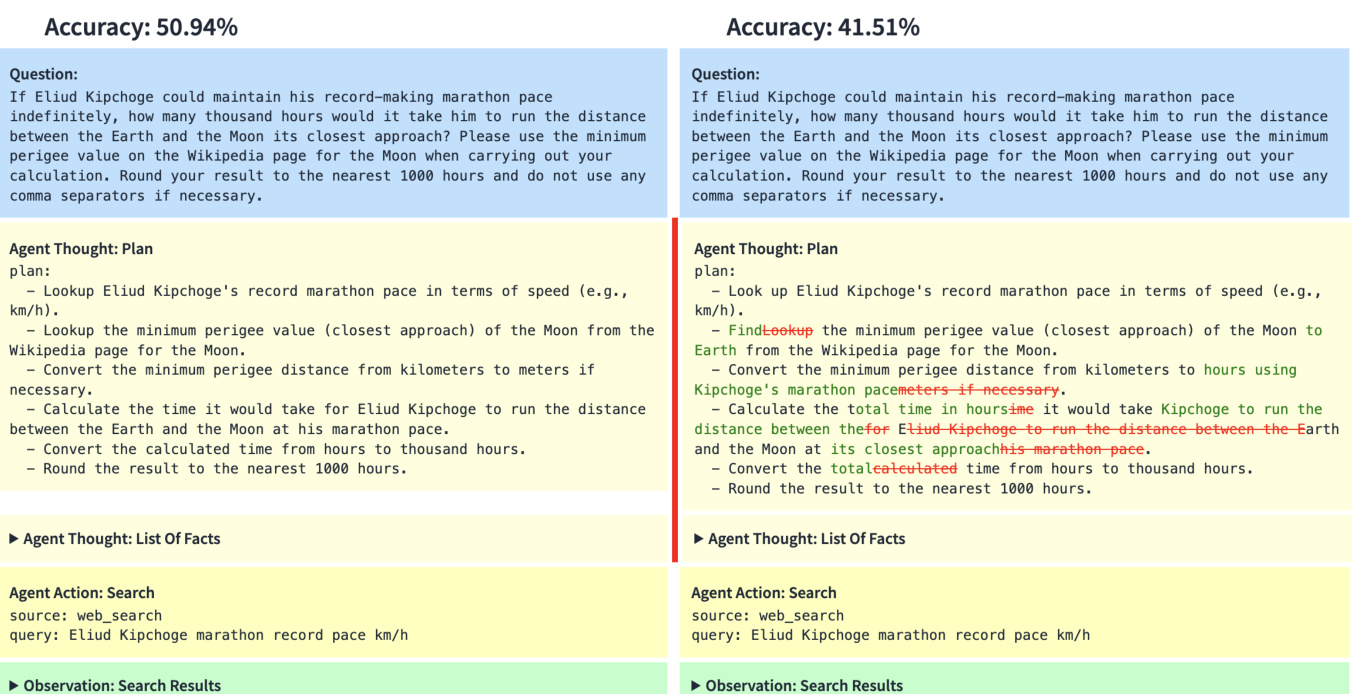 Accuracy: 50.94%
Question:
If Eliud Kipchoge could maintain his record-making marathon pace
indefinitely, how many thousand hours would it take him to run the distance
between the Earth and the Moon its closest approach? Please use the minimum
perigee value on the Wikipedia page for the Moon when carrying out your
calculation. Round your result to the nearest 1000 hours and do not use any
comma separators if necessary.
Agent Thought: Plan
plan:
– Lookup Eliud Kipchoge's record marathon pace in terms of speed (e.g.,
km/h).
– Lookup the minimum perigee value (closest approach) of the Moon from the
Wikipedia page for the Moon.
– Convert the minimum perigee distance from kilometers to meters if
necessary.
– Calculate the time it would take for Eliud Kipchoge to run the distance
between the Earth and the Moon at his marathon pace.
– Convert the calculated time from hours to thousand hours.
– Round the result to the nearest 1000 hours.
▶ Agent Thought: List Of Facts
Agent Action: Search
source: web_search
query: Eliud Kipchoge marathon record pace km/h
▶ Observation: Search Results
Accuracy: 41.51%
Question:
If Eliud Kipchoge could maintain his record-making marathon pace
indefinitely, how many thousand hours would it take him to run the distance
between the Earth and the Moon its closest approach? Please use the minimum
perigee value on the Wikipedia page for the Moon when carrying out your
calculation. Round your result to the nearest 1000 hours and do not use any
comma separators if necessary.
Agent Thought: Plan
plan:
– Look up Eliud Kipchoge's record marathon pace in terms of speed (e.g.,
km/h).
– FindLookup the minimum perigee value (closest approach) of the Moon to
Earth from the Wikipedia page for the Moon.
– Convert the minimum perigee distance from kilometers to hours using
Kipchoge's marathon pacemeters if necessary.
– Calculate the total time in hoursime it would take Kipchoge to run the
distance between thefor Eliud Kipchoge to run the distance between the Earth
and the Moon at its closest approachhis marathon pace.
– Convert the totalcalculated time from hours to thousand hours.
– Round the result to the nearest 1000 hours.
▶ Agent Thought: List Of Facts
Agent Action: Search
source: web_search
query: Eliud Kipchoge marathon record pace km/h
▶ Observation: Search Results